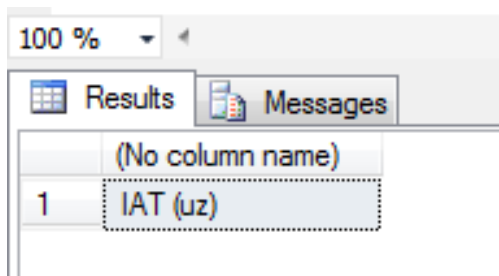 100 %
Results Messages
(No column name)
1 IAT (uz)